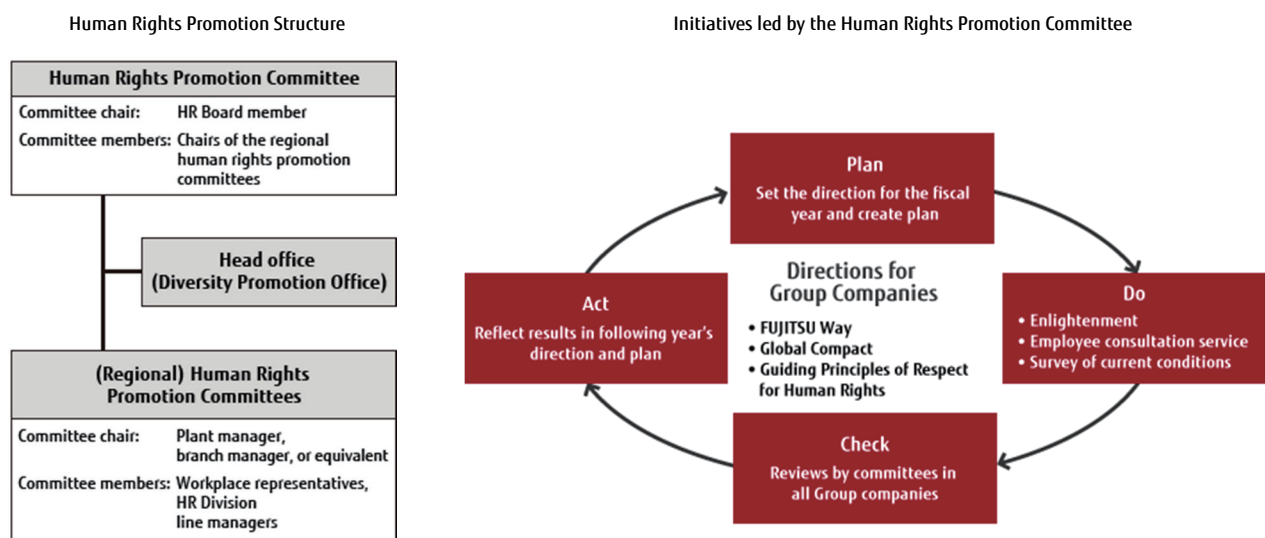 Human Rights Promotion Structure
Human Rights Promotion Committee
Committee chair: HR Board member
Committee members: Chairs of the regional
human rights promotion
committees
Head office
(Diversity Promotion Office)
(Regional) Human Rights
Promotion Committees
Committee chair: Plant manager,
branch manager, or equivalent
Committee members: Workplace representatives,
HR Division
line managers
Initiatives led by the Human Rights Promotion Committee
Plan
Set the direction for the fiscal
year and create plan
Do
• Enlightenment
• Employee consultation service
• Survey of current conditions
Check
Reviews by committees in
all Group companies
Act
Reflect results in following year's
direction and plan
Directions for
Group Companies
• FUJITSU Way
• Global Compact
• Guiding Principles of Respect
for Human Rights